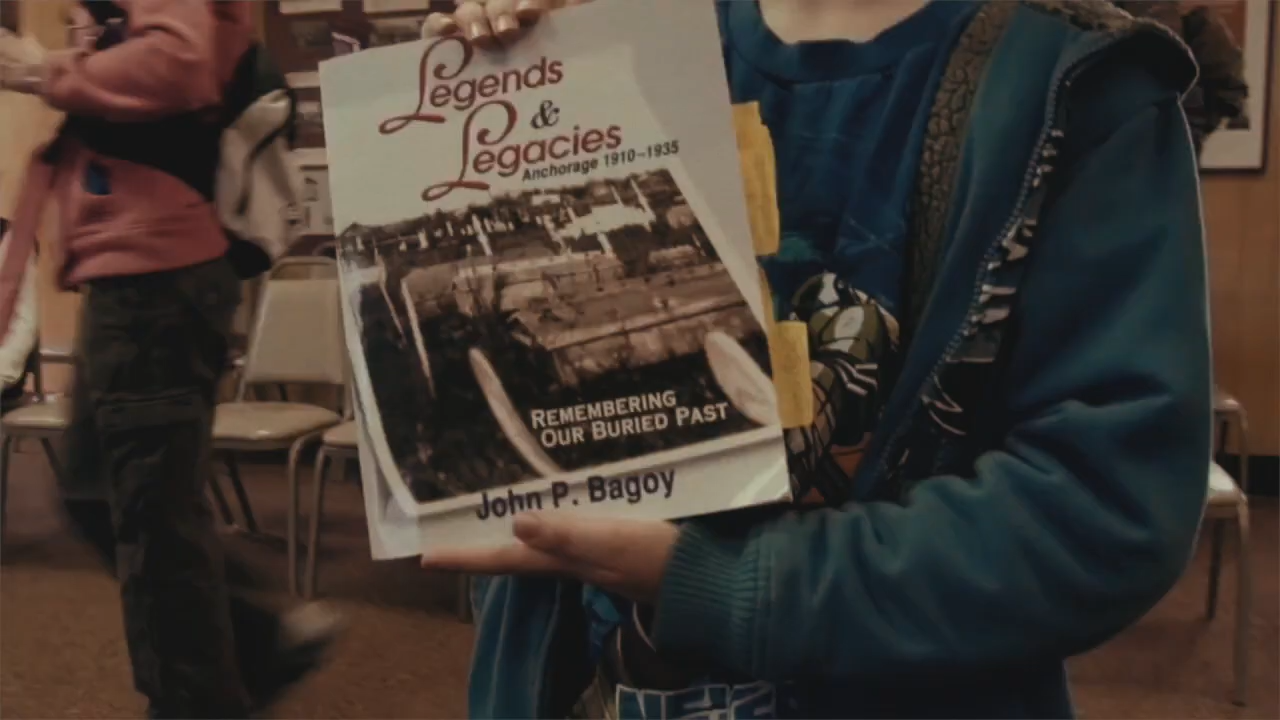 Legends
&
Legacies
Anchorage 1910–1935
REMEMBERING
OUR BURIED PAST
John P. Bagoy